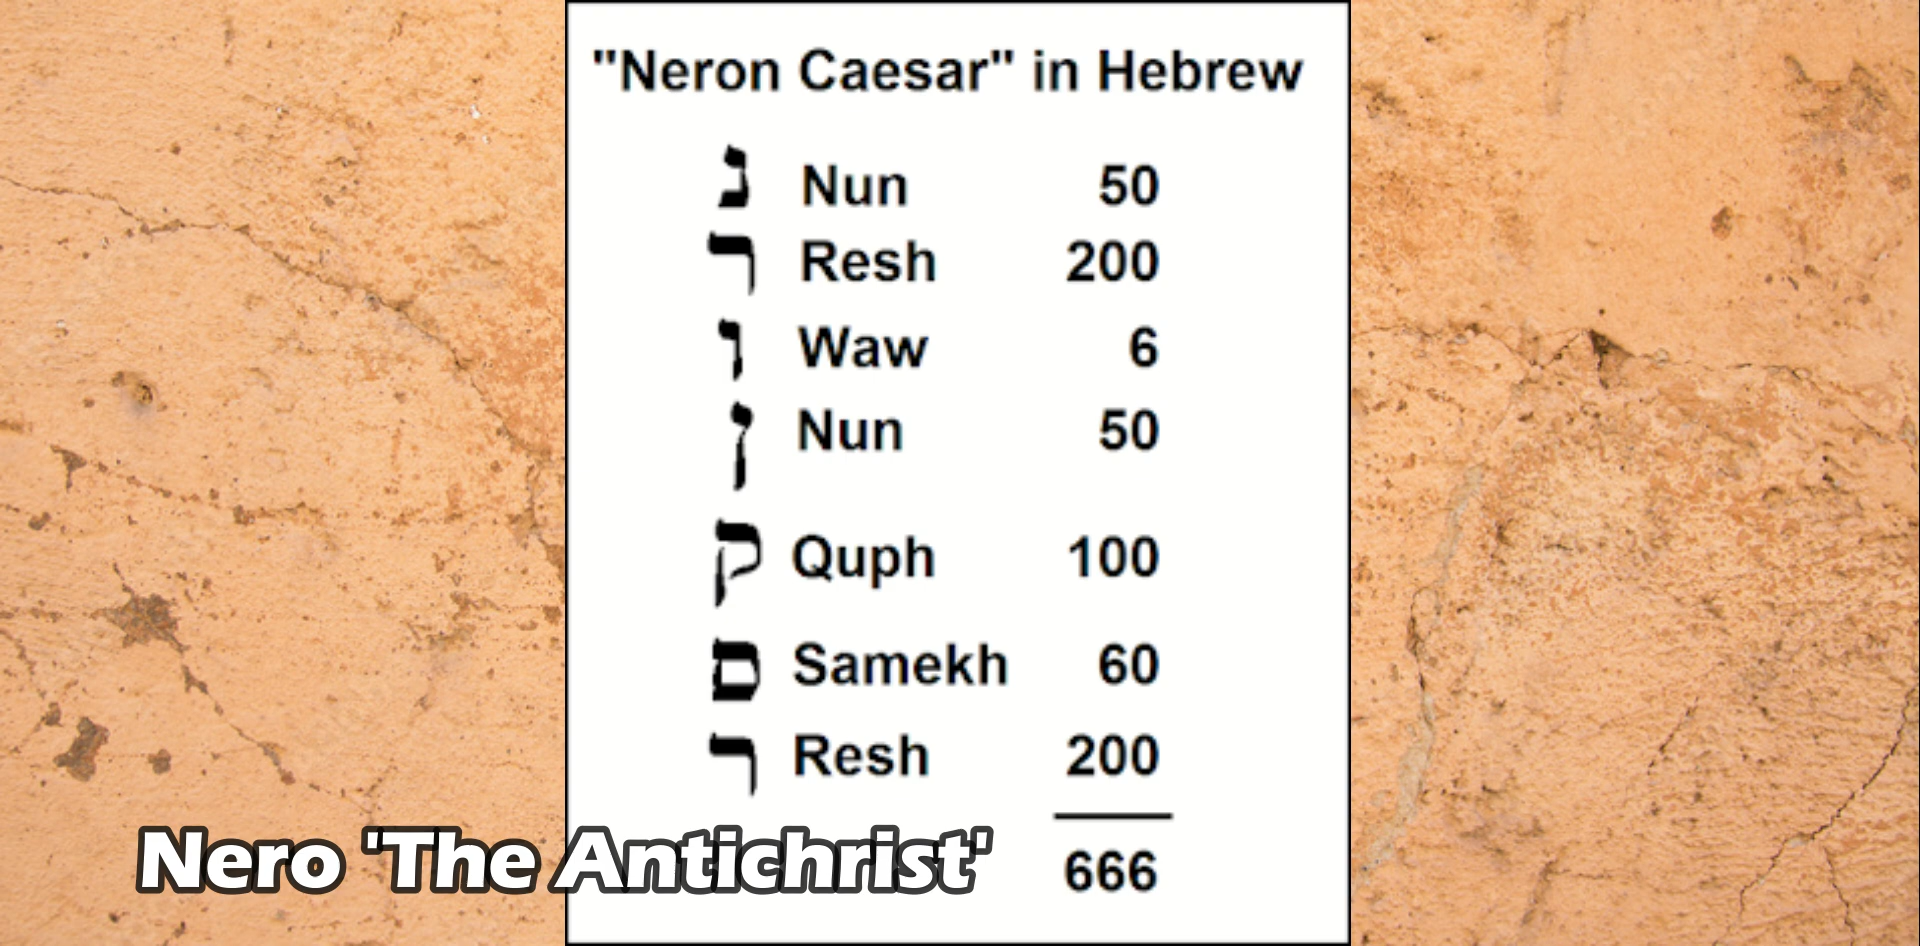 "Neron Caesar" in Hebrew
נ Nun 50
ר Resh 200
ו Waw 6
ן Nun 50
ק Quph 100
ם Samekh 60
ר Resh 200
666
Nero 'The Antichrist'